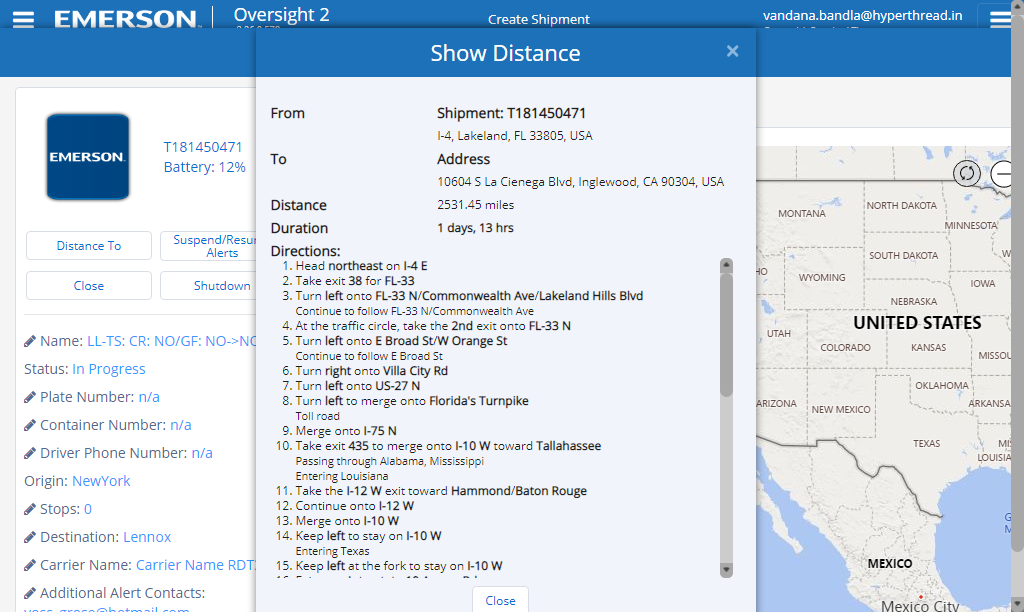 EMERSON
Oversight 2
Create Shipment
vandana.bandla@hyperthread.in
Show Distance
×
From
Shipment: T181450471
I-4, Lakeland, FL 33805, USA
To
Address
10604 S La Cienega Blvd, Inglewood, CA 90304, USA
Distance
2531.45 miles
Duration
1 days, 13 hrs
Directions:
1. Head northeast on I-4 E
2. Take exit 38 for FL-33
3. Turn left onto FL-33 N/Commonwealth Ave/Lakeland Hills Blvd
Continue to follow FL-33 N/Commonwealth Ave
4. At the traffic circle, take the 2nd exit onto FL-33 N
5. Turn left onto E Broad St/W Orange St
Continue to follow E Broad St
6. Turn right onto Villa City Rd
7. Turn left onto US-27 N
8. Turn left to merge onto Florida's Turnpike
Toll road
9. Merge onto I-75 N
10. Take exit 435 to merge onto I-10 W toward Tallahassee
Passing through Alabama, Mississippi
Entering Louisiana
11. Take the I-12 W exit toward Hammond/Baton Rouge
12. Continue onto I-12 W
13. Merge onto I-10 W
14. Keep left to stay on I-10 W
Entering Texas
15. Keep left at the fork to stay on I-10 W
Close
EMERSON
T181450471
Battery: 12%
Distance To
Suspend/Resu
Alerts
Close
Shutdown
Name: LL-TS: CR: NO/GF: NO->NO
Status: In Progress
Plate Number: n/a
Container Number: n/a
Driver Phone Number: n/a
Origin: NewYork
Stops: 0
Destination: Lennox
Carrier Name: Carrier Name RDT
Additional Alert Contacts:
MONTANA
NORTH DAKOTA
MINNESOTA
SOUTH DAKOTA
HO
WYOMING
IOWA
NEBRASKA
UNITED STATES
UTAH
COLORADO
KANSAS
MISSOU
OKLAHOMA
ARIZONA
NEW MEXICO
ARKANSA
TEXAS
MIS
LOUISIA
MEXICO
Mexico City